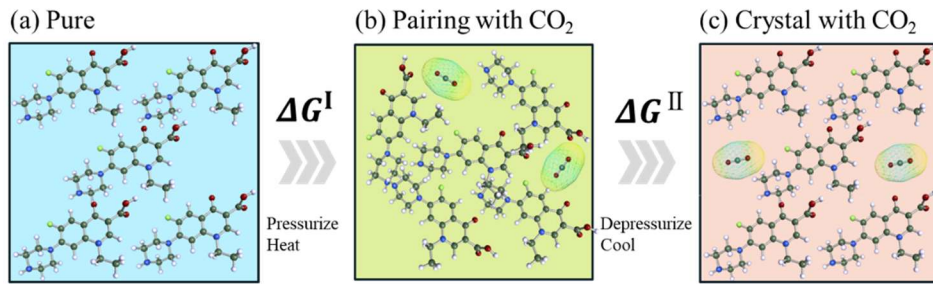 (a) Pure
(b) Pairing with CO₂
(c) Crystal with CO₂
ΔGᴵ
Pressurize
Heat
ΔGᴵᴵ
Depressurize
Cool